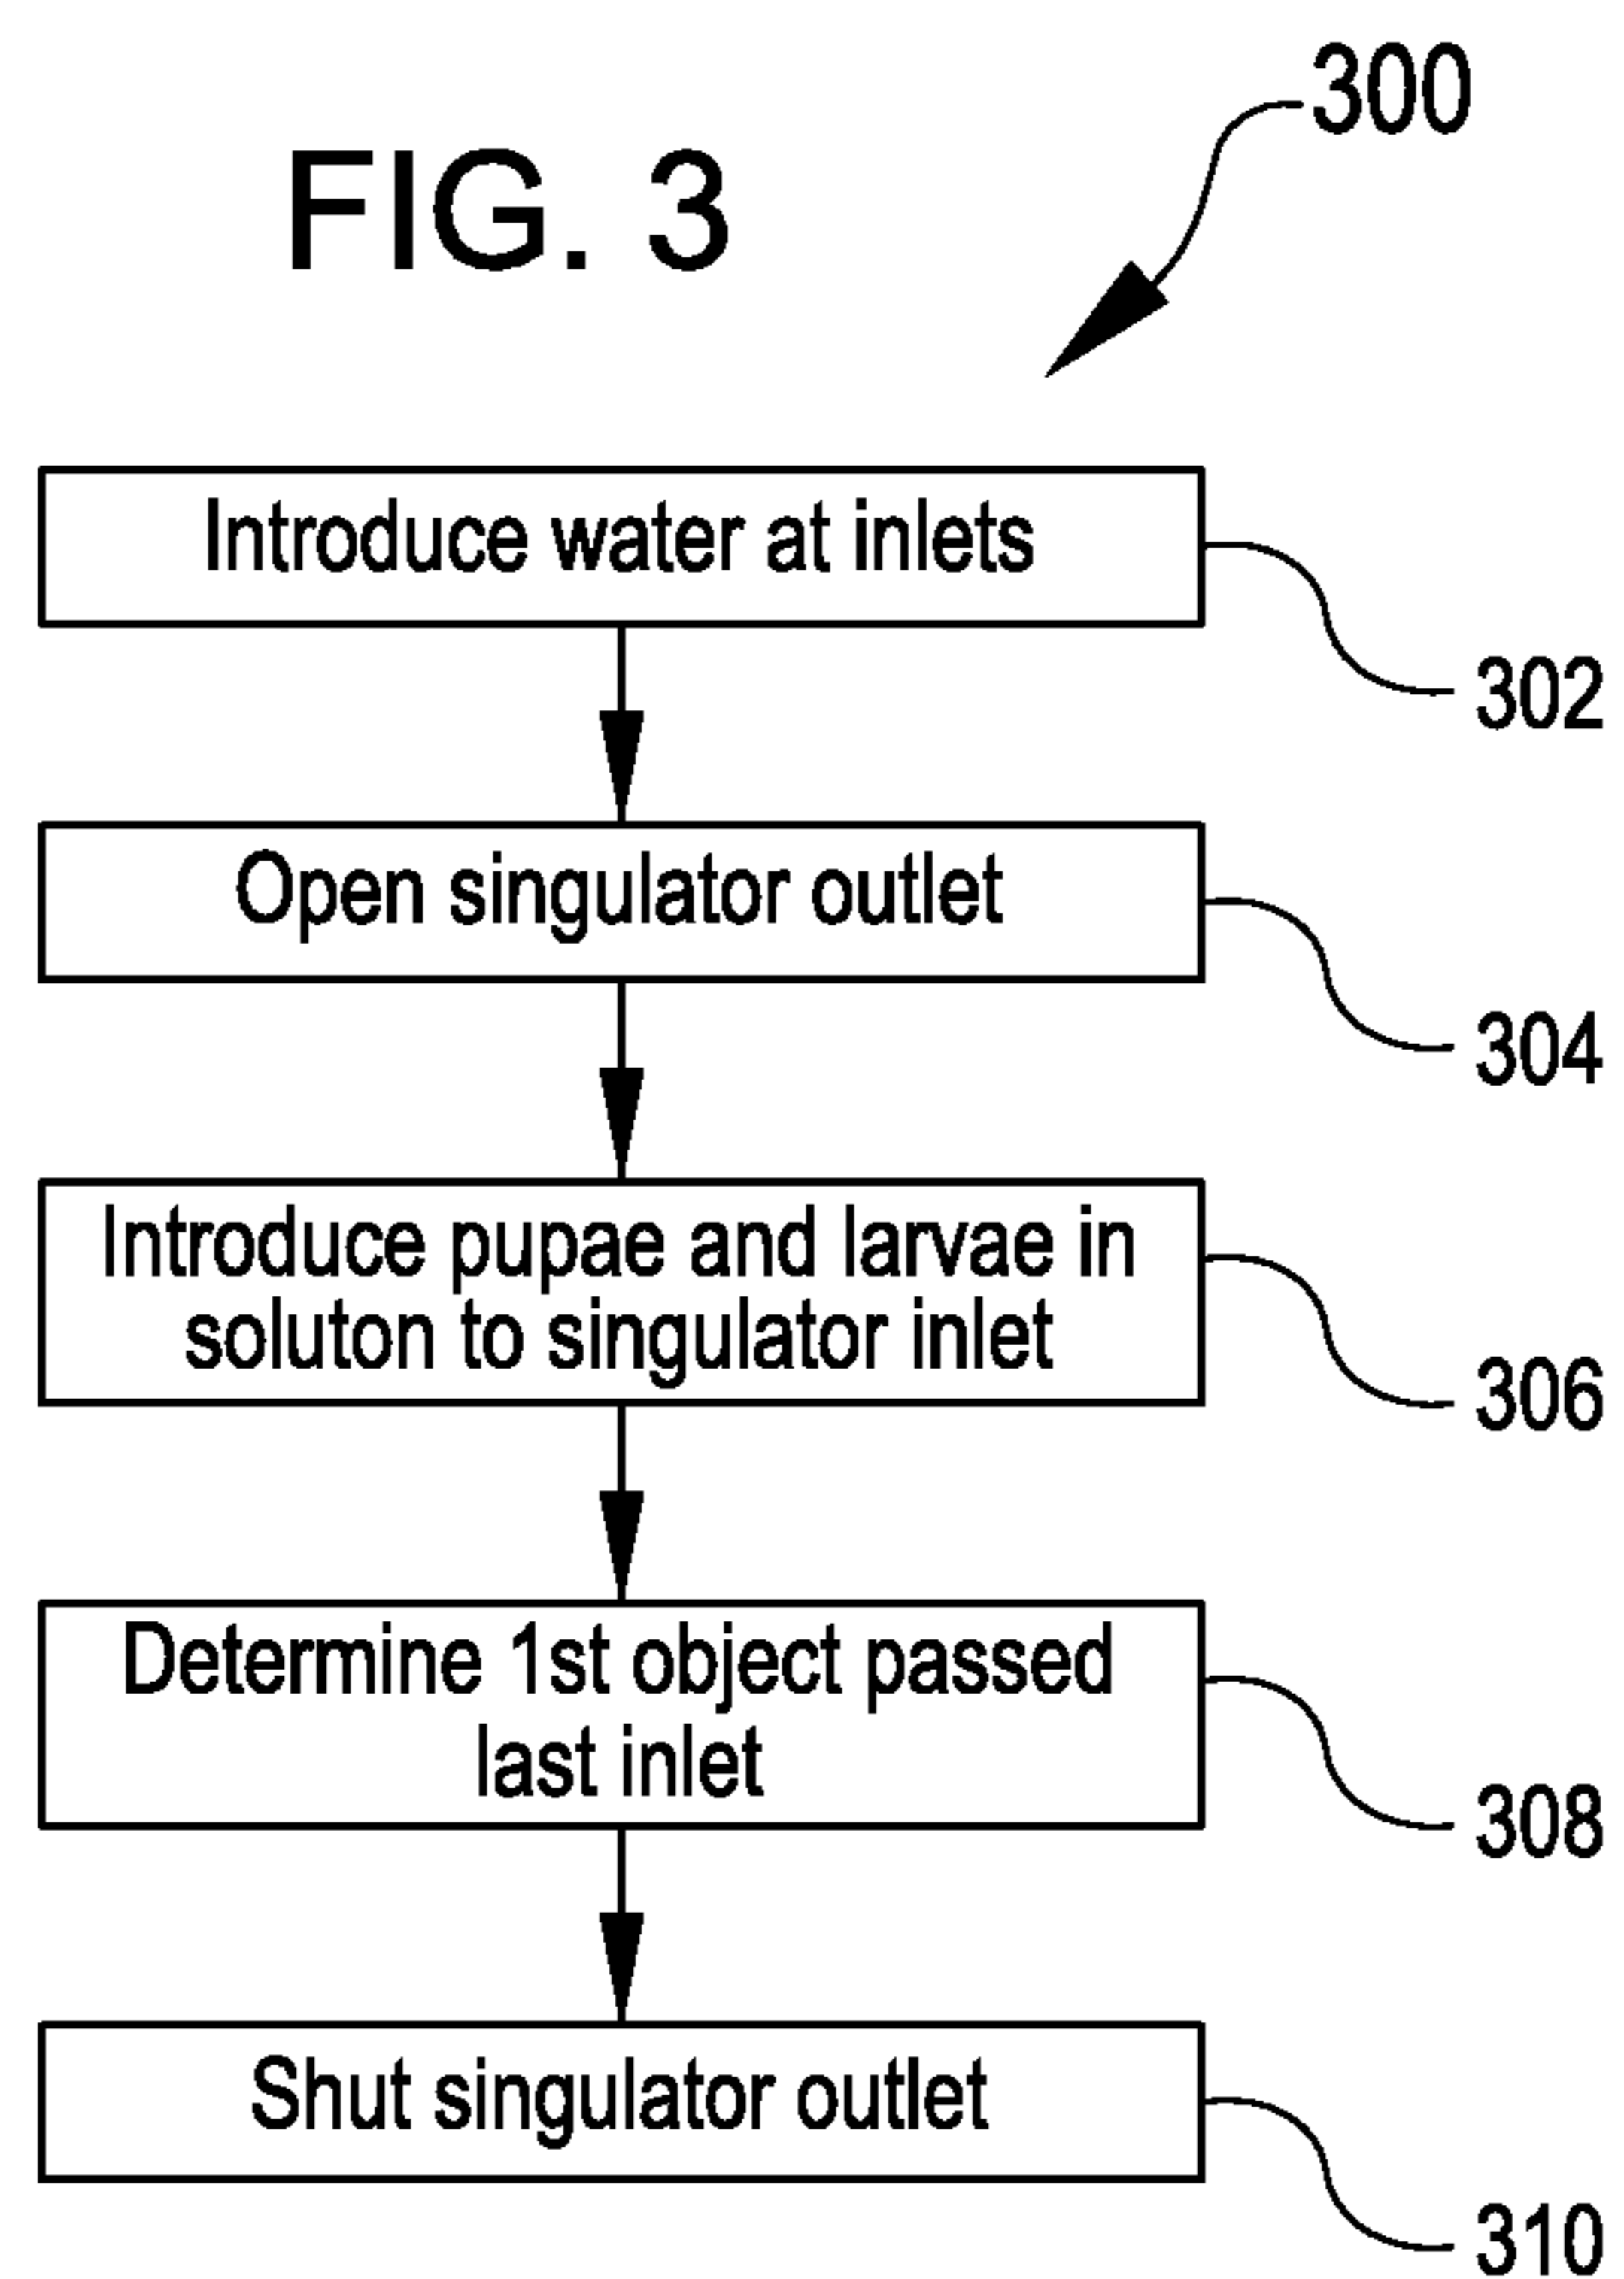 300
FIG. 3
Introduce water at inlets
302
Open singulator outlet
304
Introduce pupae and larvae in
soluton to singulator inlet
306
Determine 1st object passed
last inlet
308
Shut singulator outlet
310